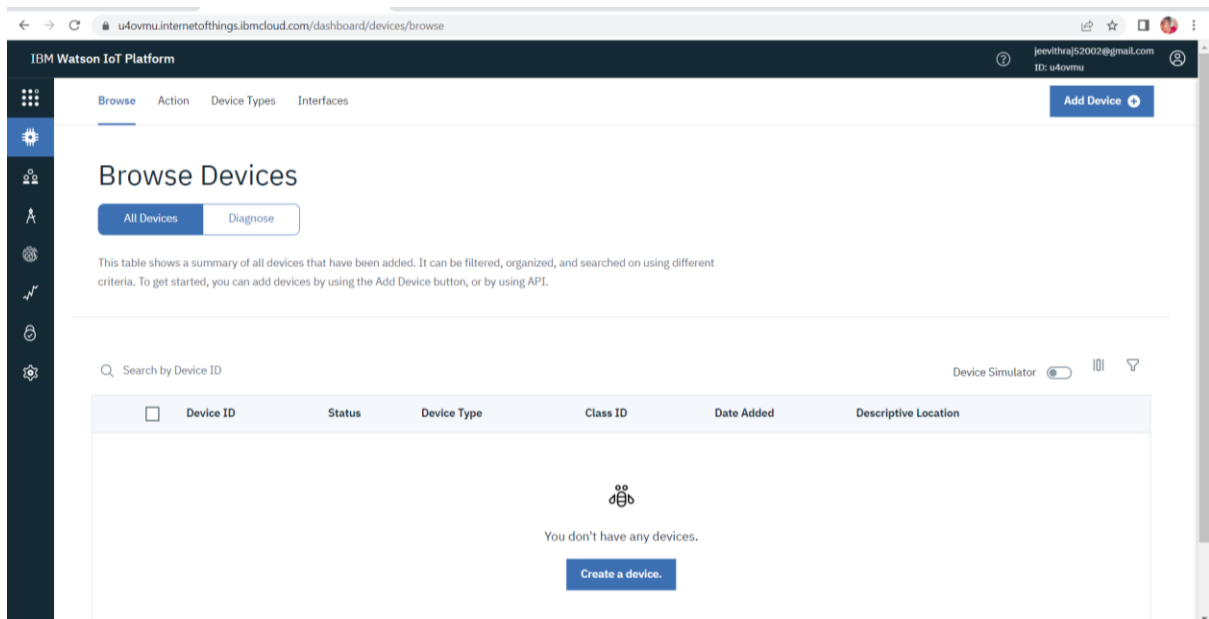 u4ovmu.internetofthings.ibmcloud.com/dashboard/devices/browse
IBM Watson IoT Platform
jeevithraj52002@gmail.com
ID: u4ovmu
Browse Action Device Types Interfaces
Add Device
Browse Devices
All Devices Diagnose
This table shows a summary of all devices that have been added. It can be filtered, organized, and searched on using different
criteria. To get started, you can add devices by using the Add Device button, or by using API.
Search by Device ID
Device Simulator
Device ID Status Device Type Class ID Date Added Descriptive Location
You don't have any devices.
Create a device.